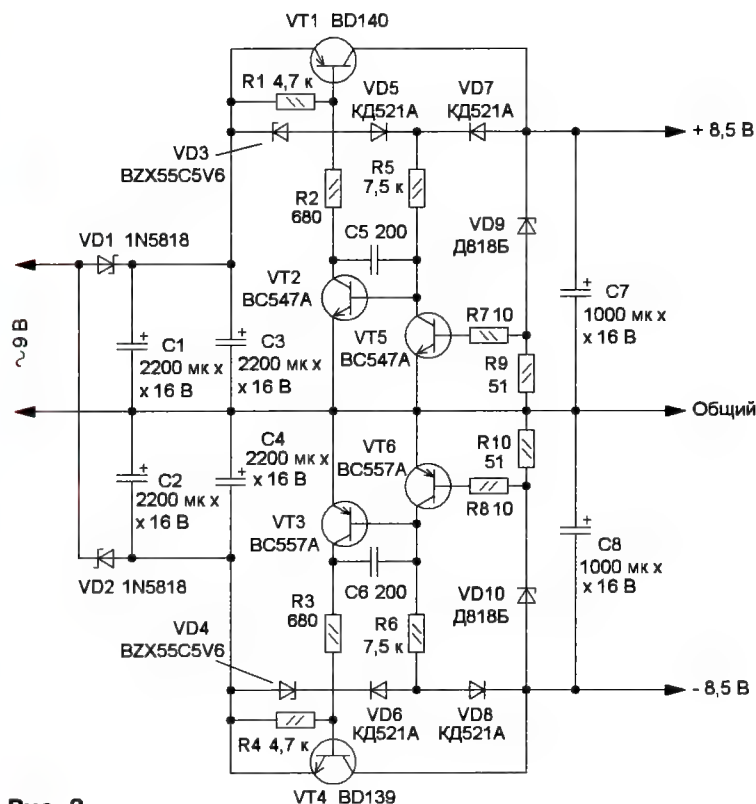 VT1 BD140
R1 4,7 к
VD5
КД521А
VD7
КД521А
+ 8,5 В
VD3
BZX55C5V6
R2
680
R5
7,5 к
VD9
Д818Б
C5 200
VD1 1N5818
VT2
BC547A
VT5
BC547A
R7 10
R9
51
C7
1000 мк х
х 16 В
~9 В
C1
2200 мк х
х 16 В
C3
2200 мк х
х 16 В
Общий
C2
2200 мк х
х 16 В
C4
2200 мк х
х 16 В
VT6
BC557A
R10
51
R8 10
VT3
BC557A
C8
1000 мк х
х 16 В
VD2 1N5818
C6 200
VD10
Д818Б
R3
680
R6
7,5 к
VD4
BZX55C5V6
- 8,5 В
VD6
КД521А
VD8
КД521А
R4 4,7 к
VT4 BD139